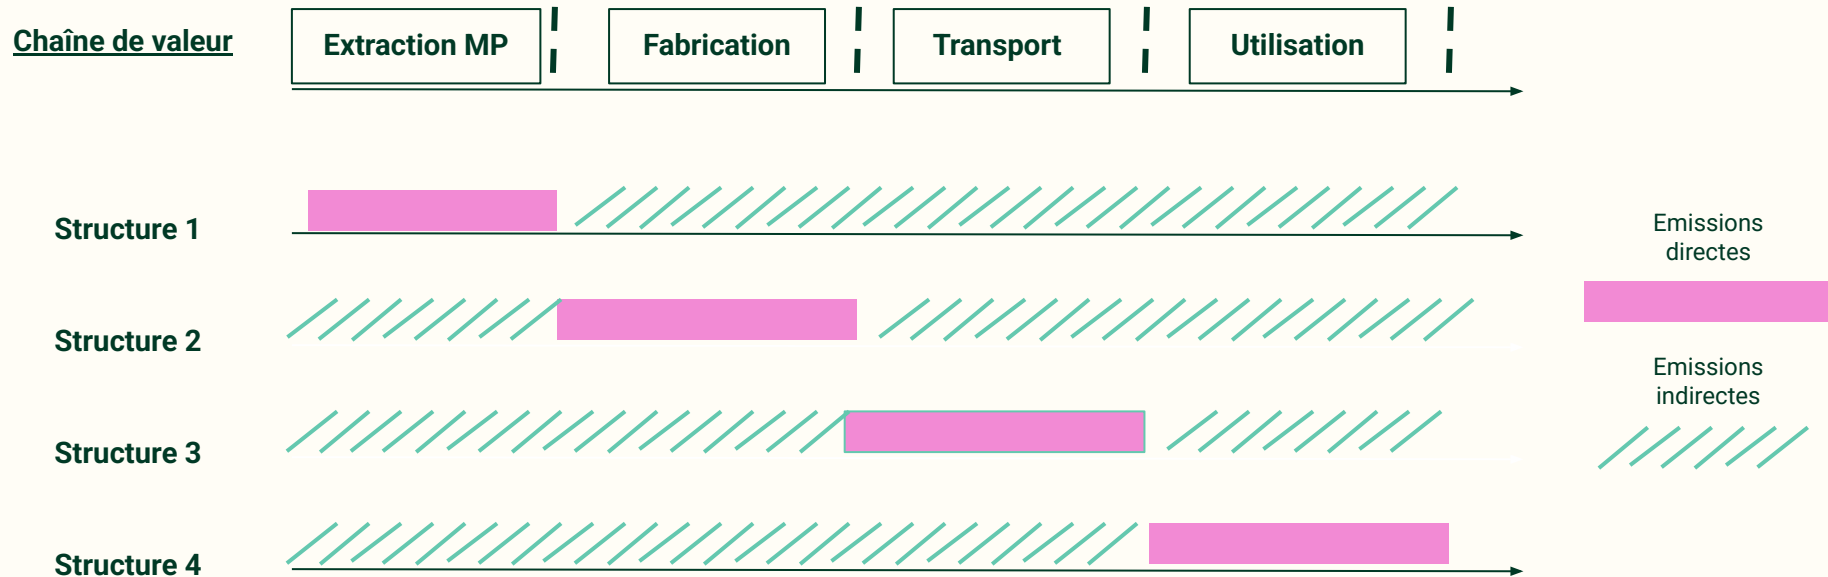 Chaîne de valeur
Extraction MP
Fabrication
Transport
Utilisation
Structure 1
Structure 2
Structure 3
Structure 4
Emissions
directes
Emissions
indirectes